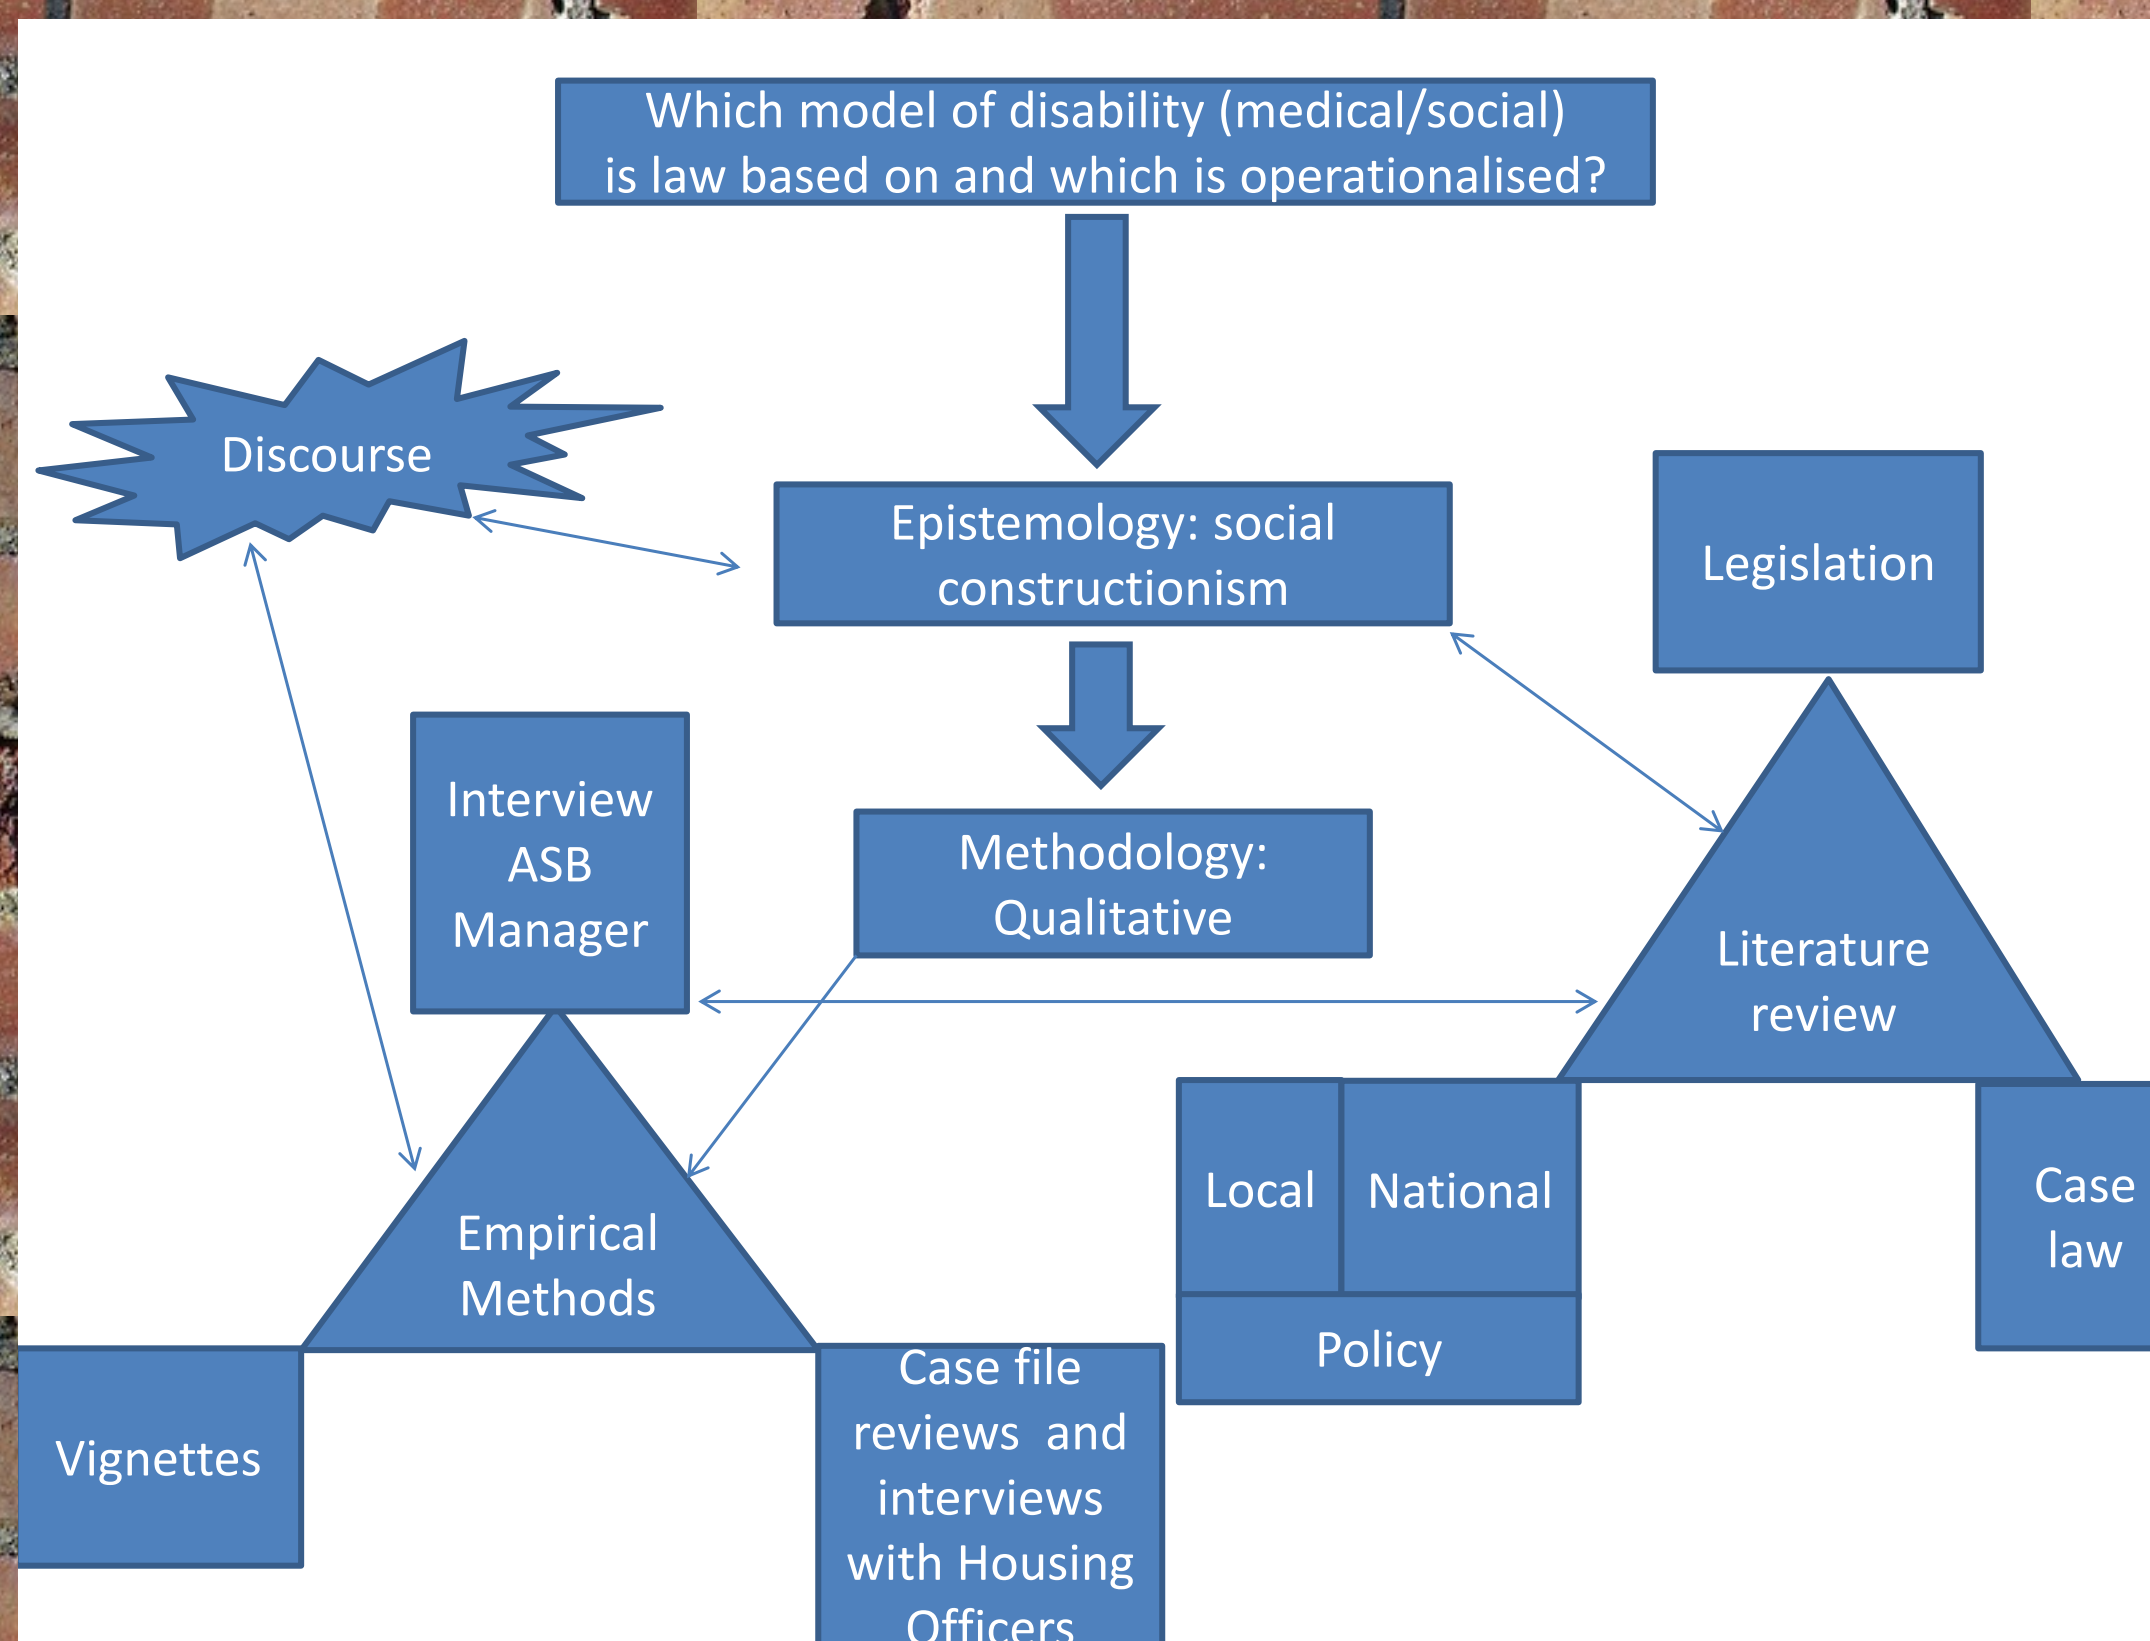 Which model of disability (medical/social)
is law based on and which is operationalised?
Discourse
Epistemology: social
constructionism
Legislation
Interview
ASB
Manager
Methodology:
Qualitative
Literature
review
Local
National
Case
law
Empirical
Methods
Policy
Vignettes
Case file
reviews  and
interviews
with Housing
Officers